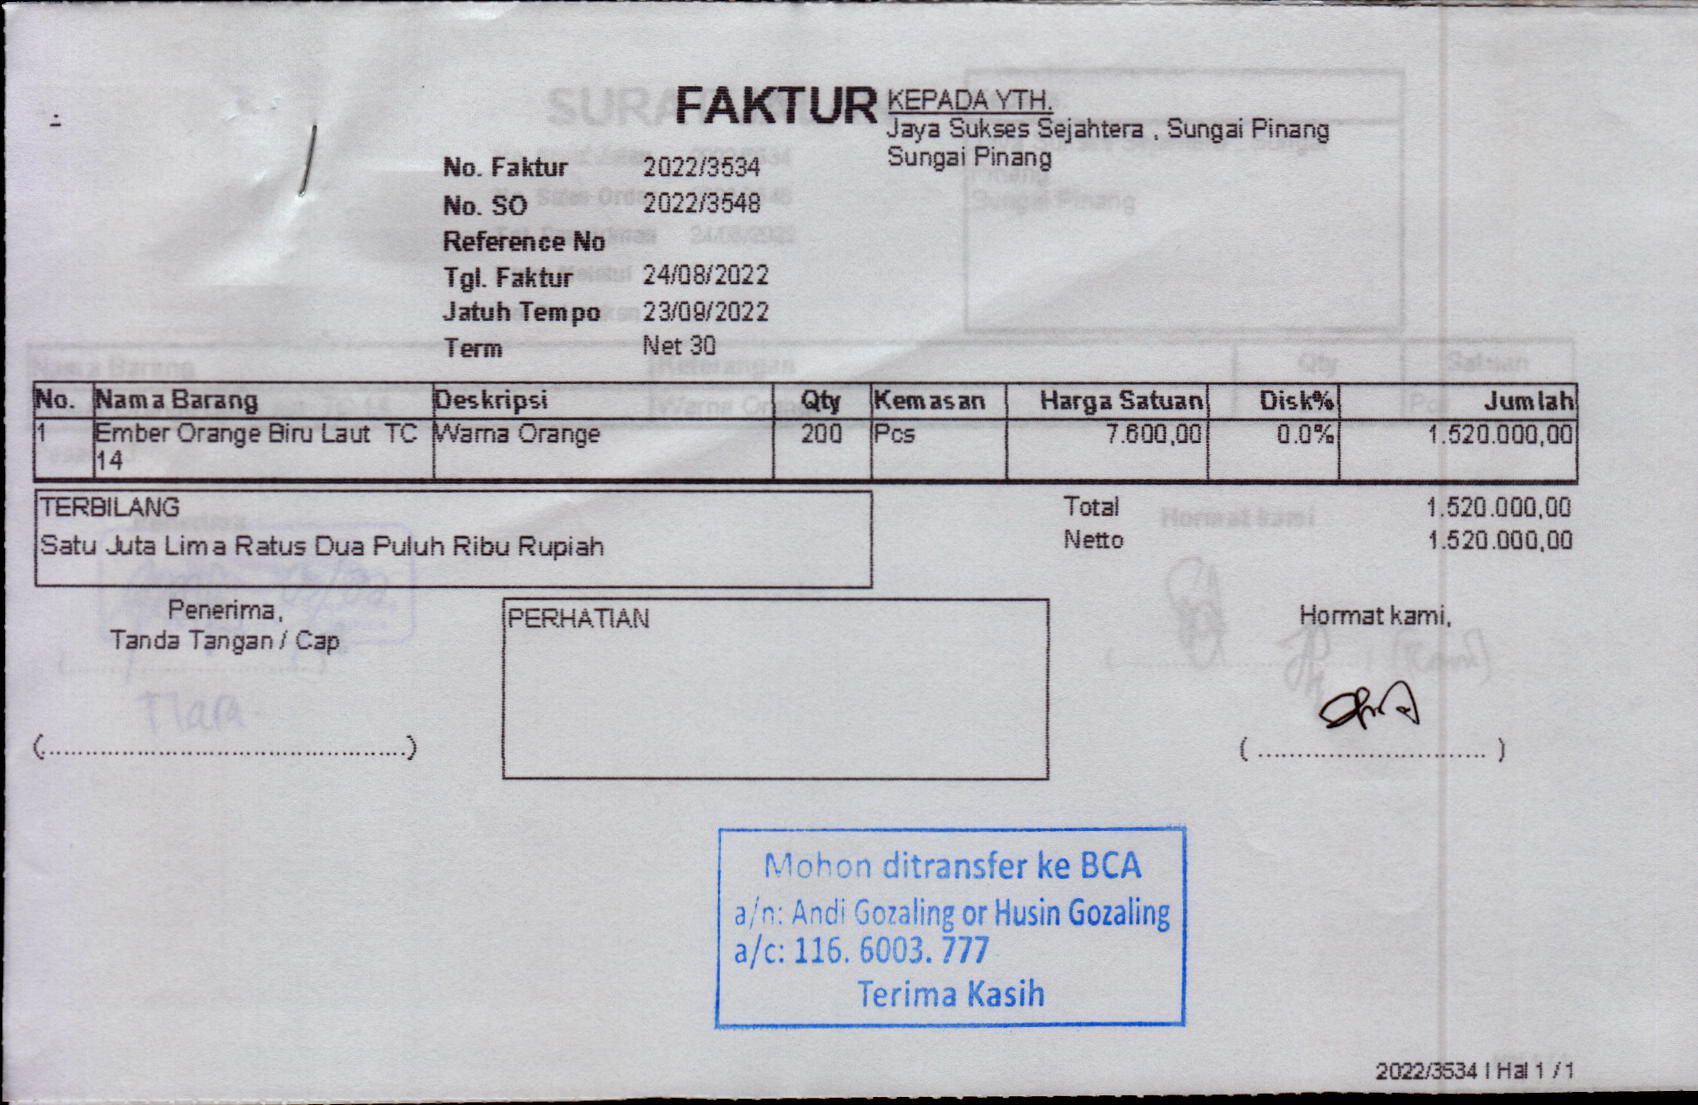 FAKTUR
KEPADA YTH.
Jaya Sukses Sejahtera , Sungai Pinang
Sungai Pinang
No. Faktur 2022/3534
No. SO 2022/3548
Reference No
Tgl. Faktur 24/08/2022
Jatuh Tempo 23/09/2022
Term Net 30
No. Nama Barang Deskripsi Qty Kemasan Harga Satuan Disk% Jumlah
1 Ember Orange Biru Laut TC Warna Orange 200 Pcs 7.600,00 0.0% 1.520.000,00
14
TERBILANG
Satu Juta Lima Ratus Dua Puluh Ribu Rupiah
Total 1.520.000,00
Netto 1.520.000,00
Penerima,
Tanda Tangan / Cap
(................................................)
PERHATIAN
Hormat kami,
( ............................. )
Mohon ditransfer ke BCA
a/n: Andi Gozaling or Husin Gozaling
a/c: 116. 6003. 777
Terima Kasih
2022/3534 | Hal 1 / 1